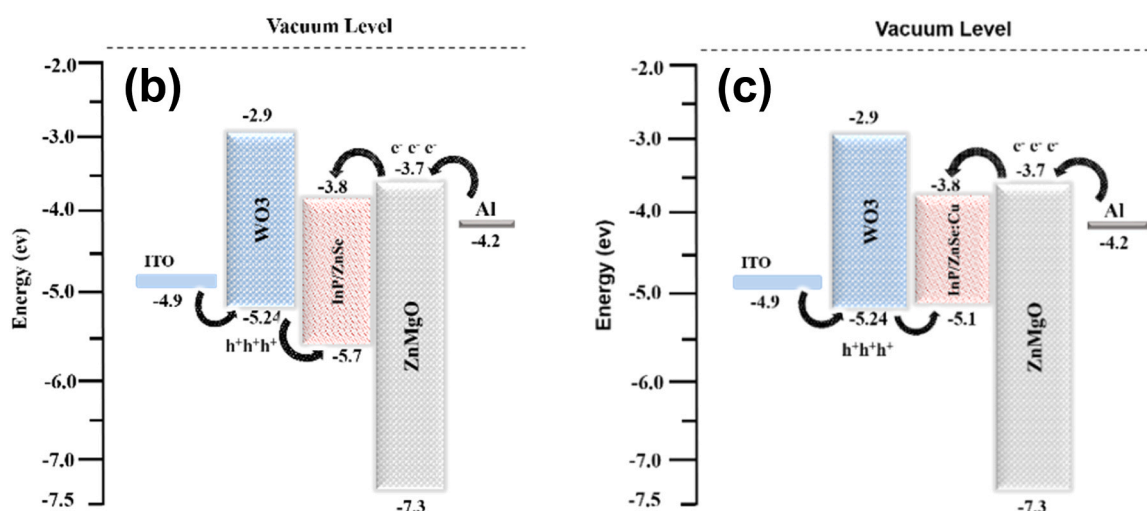 Vacuum Level
(b)
-2.0
-3.0
-4.0
-5.0
-6.0
-7.0
-7.5
Energy (ev)
ITO
-4.9
-2.9
WO3
-5.24
h⁺h⁺h⁺
-3.8
InP/ZnSe
-5.7
e⁻ e⁻ e⁻
-3.7
ZnMgO
-7.3
Al
-4.2
Vacuum Level
(c)
-2.0
-3.0
-4.0
-5.0
-6.0
-7.0
-7.5
Energy (ev)
ITO
-4.9
-2.9
WO3
-5.24
h⁺h⁺h⁺
-3.8
InP/ZnSe:Cu
-5.1
e⁻ e⁻ e⁻
-3.7
ZnMgO
-7.3
Al
-4.2